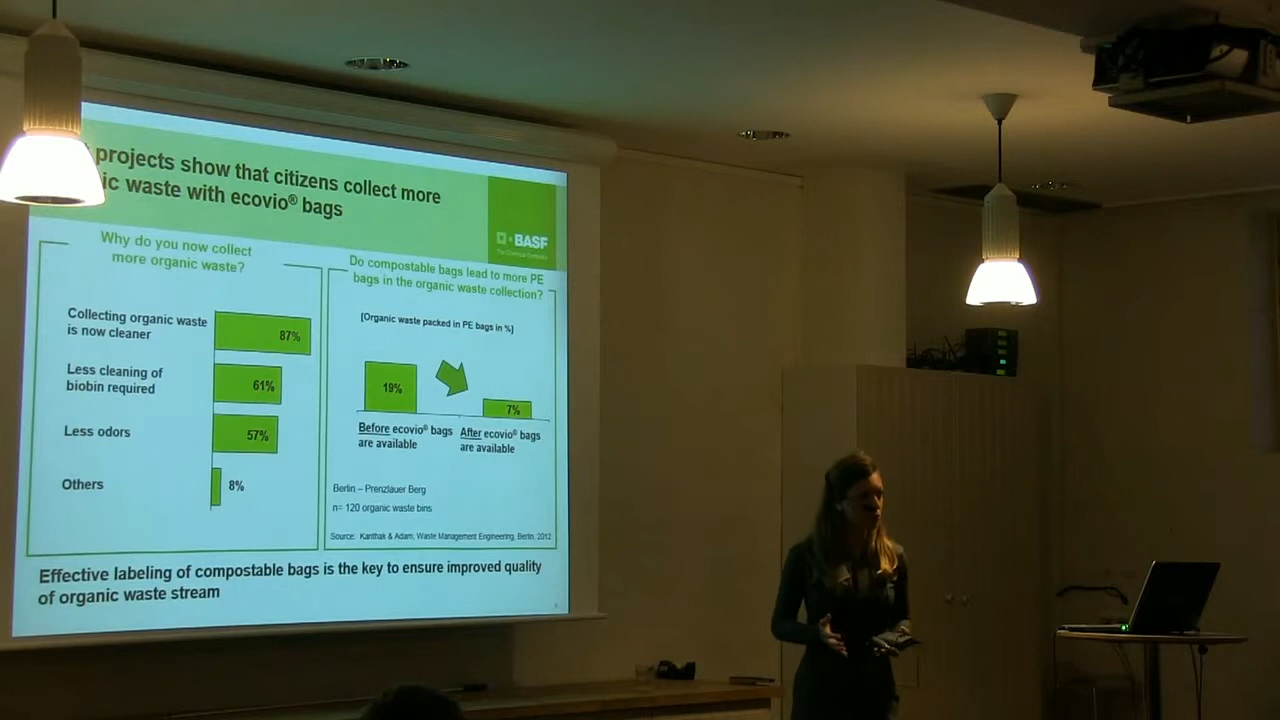 projects show that citizens collect more
waste with ecovio® bags
BASF
The Chemical Company
Why do you now collect
more organic waste?
Collecting organic waste
is now cleaner
87%
Less cleaning of
biobin required
61%
Less odors
57%
Others
8%
Do compostable bags lead to more PE
bags in the organic waste collection?
[Organic waste packed in PE bags in %]
19%
7%
Before ecovio® bags
are available
After ecovio® bags
are available
Berlin – Prenzlauer Berg
n= 120 organic waste bins
Source: Kanthak & Adam, Waste Management Engineering, Berlin, 2012
Effective labeling of compostable bags is the key to ensure improved quality
of organic waste stream